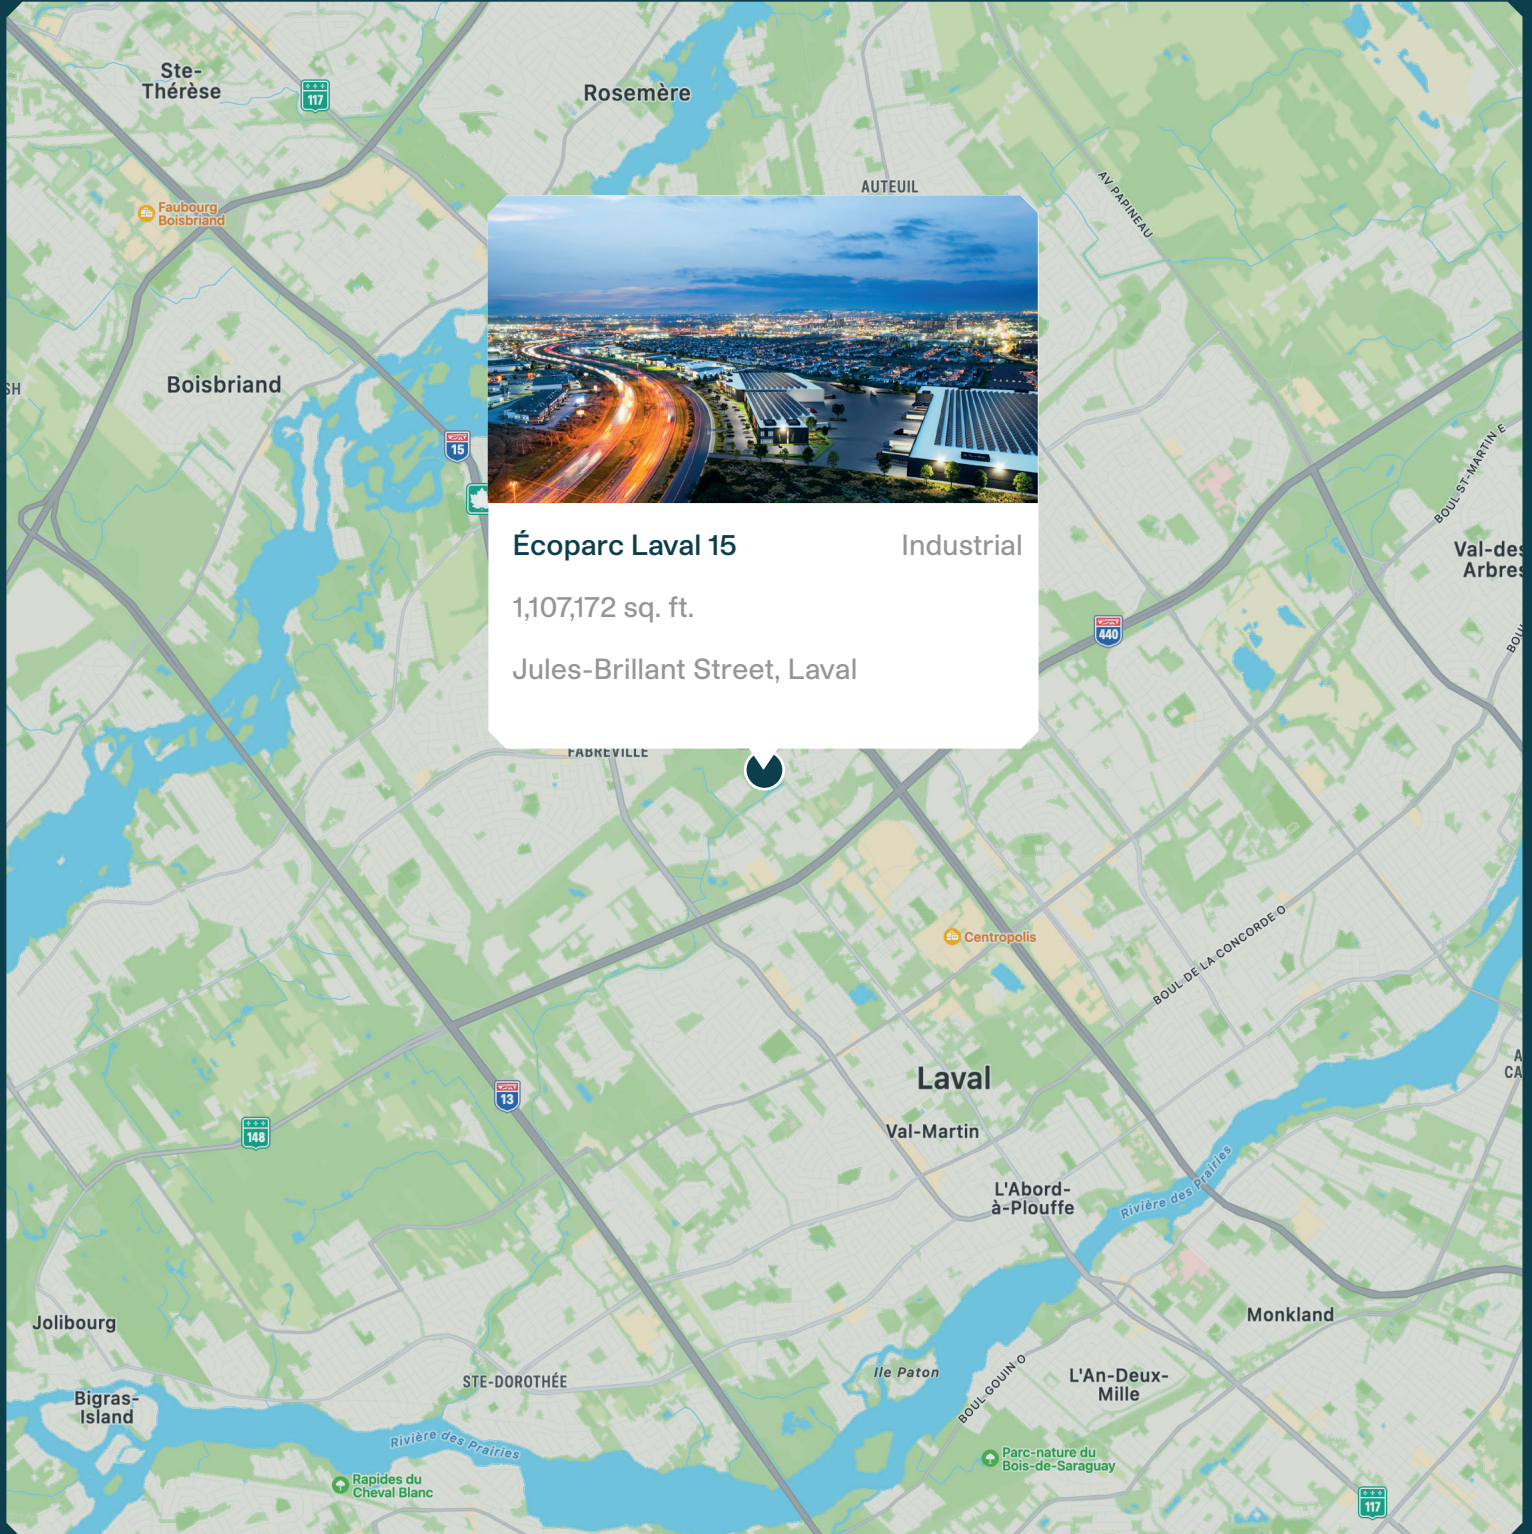 Ste-
Thérèse
117
Rosemère
AUTEUIL
AV PAPINEAU
Faubourg
Boisbriand
Boisbriand
15
BOUL ST-MARTIN E
Val-des
Arbres
Écoparc Laval 15
Industrial
1,107,172 sq. ft.
Jules-Brillant Street, Laval
440
FABREVILLE
Centropolis
BOUL DE LA CONCORDE O
Laval
13
148
Val-Martin
L'Abord-
à-Plouffe
Rivière des Prairies
Jolibourg
Monkland
Ile Paton
STE-DOROTHÉE
BOUL GOUIN O
L'An-Deux-
Mille
Bigras-
Island
Rivière des Prairies
Parc-nature du
Bois-de-Saraguay
Rapides du
Cheval Blanc
117